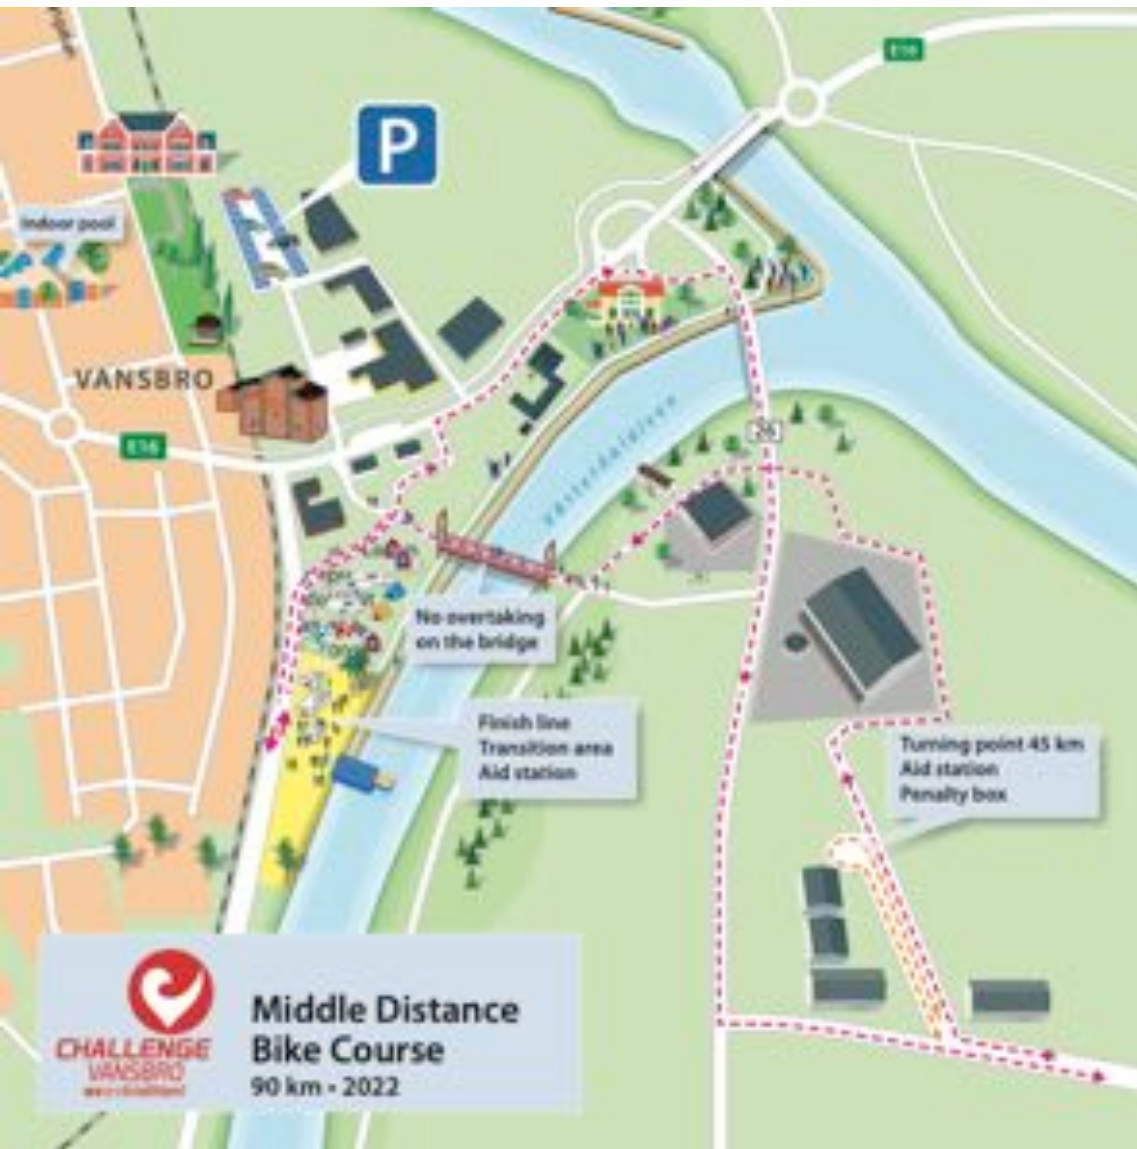 E16
P
Indoor pool
VANSBRO
E16
26
Västerdalälven
No overtaking
on the bridge
Finish line
Transition area
Aid station
Turning point 45 km
Aid station
Penalty box
CHALLENGE
VANSBRO
Middle Distance
Bike Course
90 km • 2022